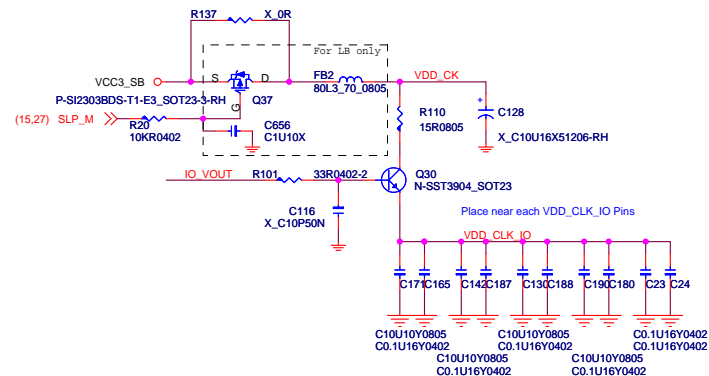 R137
X_0R
For LB only
VCC3_SB
S
D
G
FB2
80L3_70_0805
VDD_CK
P-SI2303BDS-T1-E3_SOT23-3-RH
Q37
(15,27) SLP_M
R20
10KR0402
C656
C1U10X
R110
15R0805
+
C128
X_C10U16X51206-RH
IO_VOUT
R101
33R0402-2
Q30
N-SST3904_SOT23
C116
X_C10P50N
Place near each VDD_CLK_IO Pins
VDD_CLK_IO
C171
C165
C142
C187
C130
C188
C190
C180
C23
C24
C10U10Y0805
C0.1U16Y0402
C10U10Y0805
C0.1U16Y0402
C10U10Y0805
C0.1U16Y0402
C10U10Y0805
C0.1U16Y0402
C0.1U16Y0402
C0.1U16Y0402